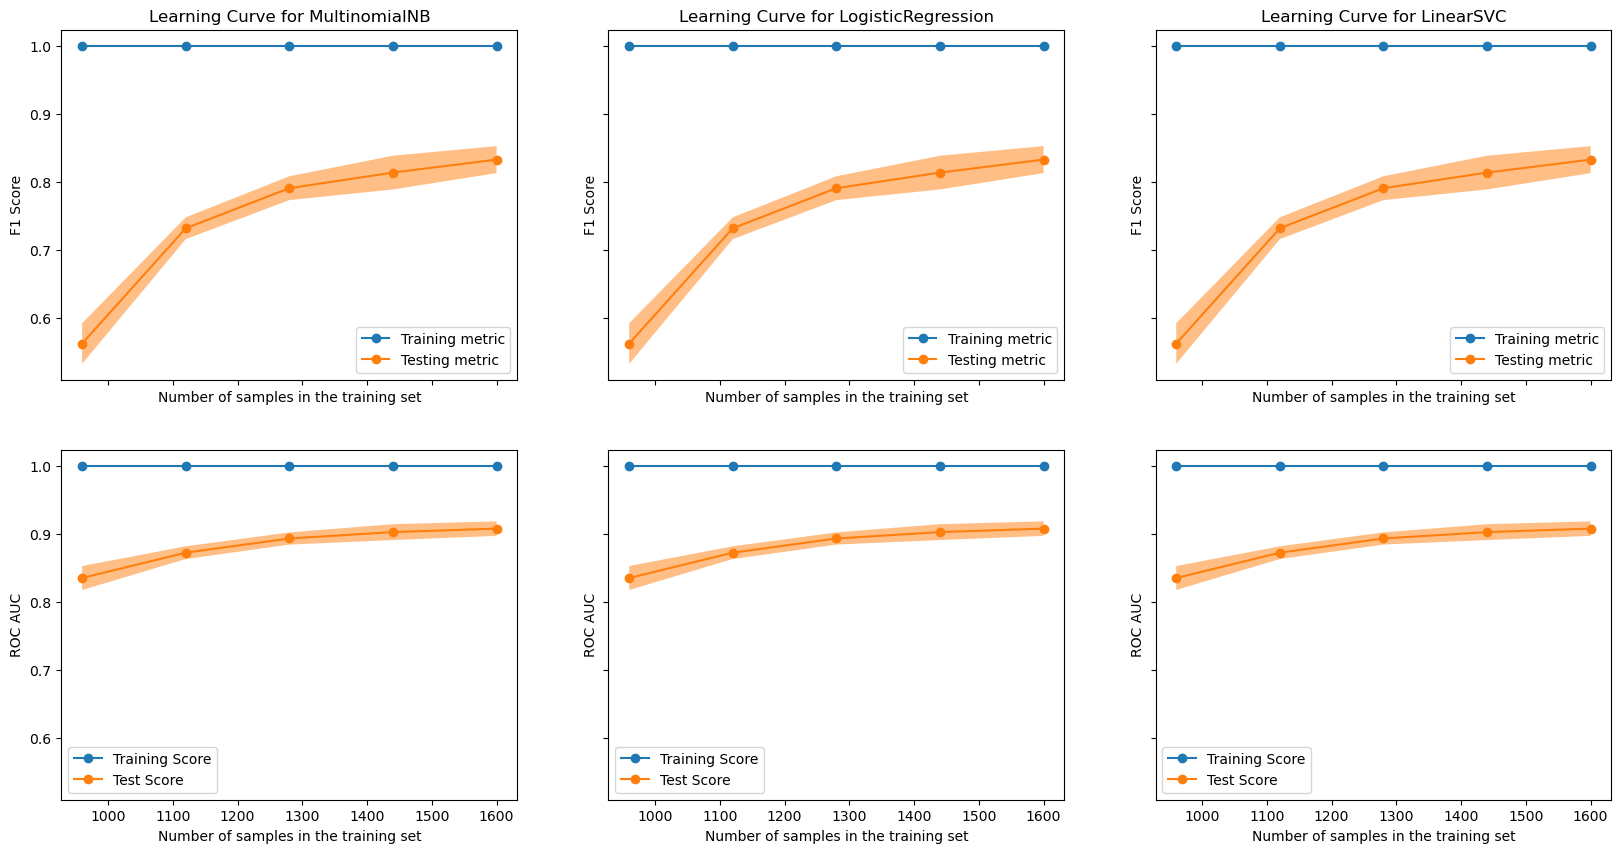 Learning Curve for MultinomialNB
F1 Score
1.0
0.9
0.8
0.7
0.6
Training metric
Testing metric
Number of samples in the training set
Learning Curve for LogisticRegression
F1 Score
Training metric
Testing metric
Number of samples in the training set
Learning Curve for LinearSVC
F1 Score
Training metric
Testing metric
Number of samples in the training set
ROC AUC
1.0
0.9
0.8
0.7
0.6
Training Score
Test Score
1000 1100 1200 1300 1400 1500 1600
Number of samples in the training set
ROC AUC
Training Score
Test Score
1000 1100 1200 1300 1400 1500 1600
Number of samples in the training set
ROC AUC
Training Score
Test Score
1000 1100 1200 1300 1400 1500 1600
Number of samples in the training set